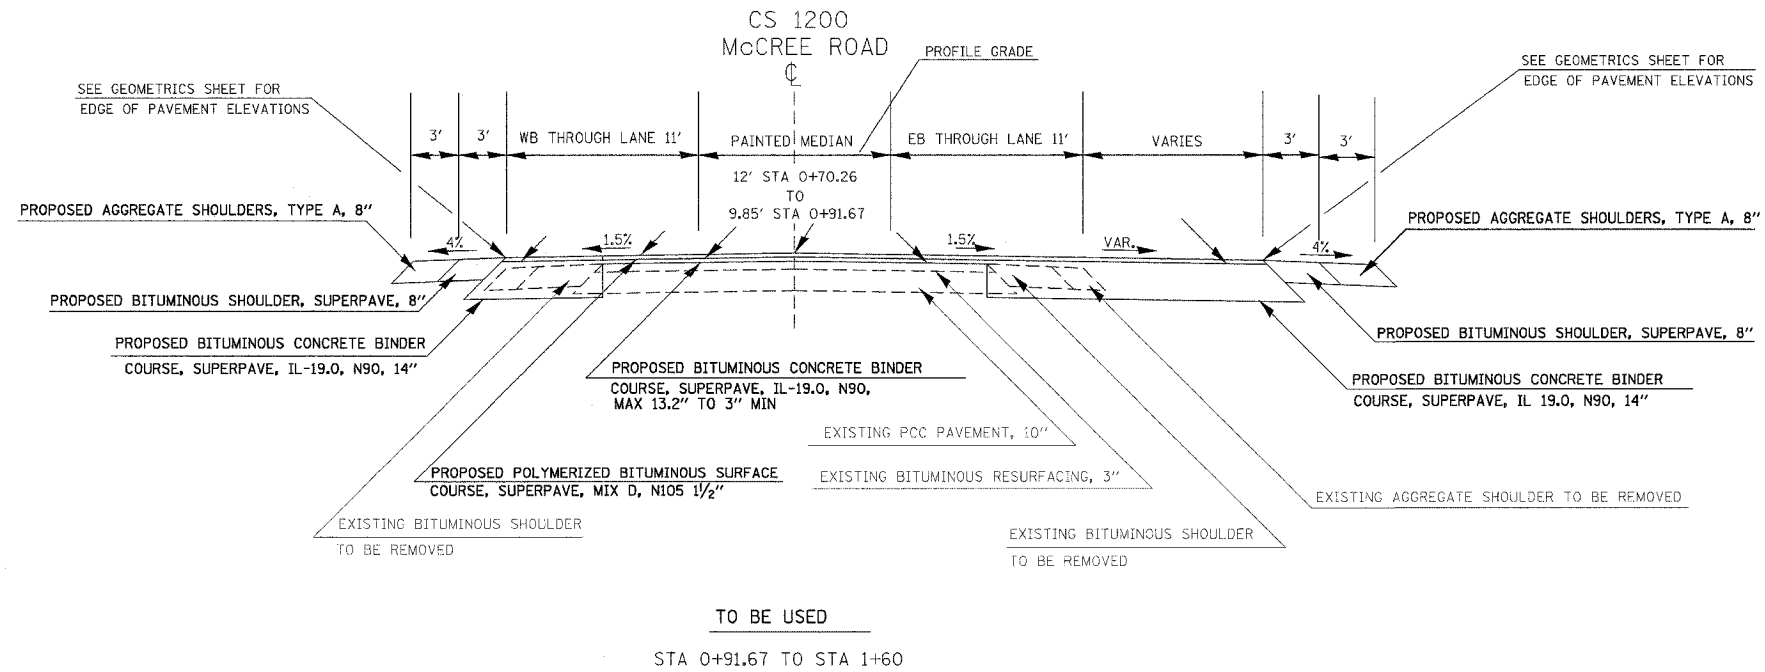 CS 1200
McCREE ROAD
℄
PROFILE GRADE
SEE GEOMETRICS SHEET FOR
EDGE OF PAVEMENT ELEVATIONS
SEE GEOMETRICS SHEET FOR
EDGE OF PAVEMENT ELEVATIONS
3'
3'
WB THROUGH LANE 11'
PAINTED MEDIAN
EB THROUGH LANE 11'
VARIES
3'
3'
12' STA 0+70.26
TO
9.85' STA 0+91.67
PROPOSED AGGREGATE SHOULDERS, TYPE A, 8"
PROPOSED AGGREGATE SHOULDERS, TYPE A, 8"
4%
1.5%
1.5%
VAR.
4%
PROPOSED BITUMINOUS SHOULDER, SUPERPAVE, 8"
PROPOSED BITUMINOUS SHOULDER, SUPERPAVE, 8"
PROPOSED BITUMINOUS CONCRETE BINDER
COURSE, SUPERPAVE, IL-19.0, N90, 14"
PROPOSED BITUMINOUS CONCRETE BINDER
COURSE, SUPERPAVE, IL-19.0, N90,
MAX 13.2" TO 3" MIN
PROPOSED BITUMINOUS CONCRETE BINDER
COURSE, SUPERPAVE, IL 19.0, N90, 14"
EXISTING PCC PAVEMENT, 10"
PROPOSED POLYMERIZED BITUMINOUS SURFACE
COURSE, SUPERPAVE, MIX D, N105 1½"
EXISTING BITUMINOUS RESURFACING, 3"
EXISTING AGGREGATE SHOULDER TO BE REMOVED
EXISTING BITUMINOUS SHOULDER
TO BE REMOVED
EXISTING BITUMINOUS SHOULDER
TO BE REMOVED
TO BE USED
STA 0+91.67 TO STA 1+60